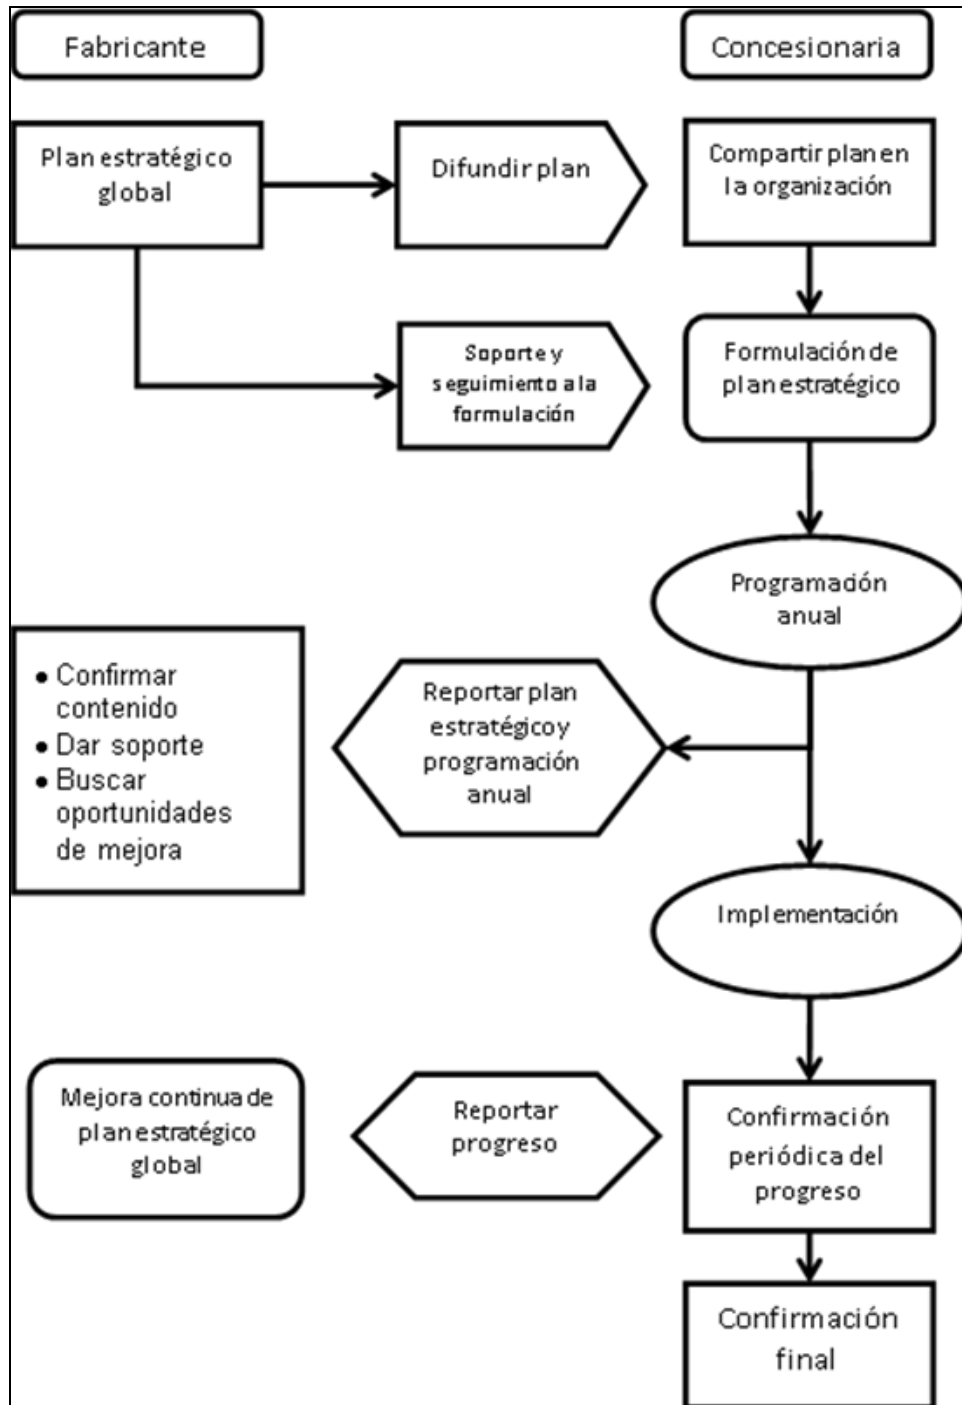 Fabricante
Concesionaria
Plan estratégico
global
Difundir plan
Compartir plan en
la organización
Soporte y
seguimiento a la
formulación
Formulación de
plan estratégico
Programación
anual
• Confirmar
contenido
• Dar soporte
• Buscar
oportunidades
de mejora
Reportar plan
estratégico y
programación
anual
Implementación
Mejora continua de
plan estratégico
global
Reportar
progreso
Confirmación
periódica del
progreso
Confirmación
final